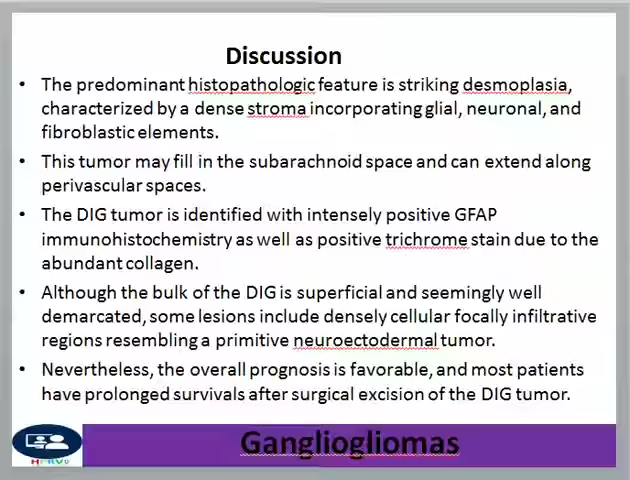 Discussion
• The predominant histopathologic feature is striking desmoplasia,
characterized by a dense stroma incorporating glial, neuronal, and
fibroblastic elements.
• This tumor may fill in the subarachnoid space and can extend along
perivascular spaces.
• The DIG tumor is identified with intensely positive GFAP
immunohistochemistry as well as positive trichrome stain due to the
abundant collagen.
• Although the bulk of the DIG is superficial and seemingly well
demarcated, some lesions include densely cellular focally infiltrative
regions resembling a primitive neuroectodermal tumor.
• Nevertheless, the overall prognosis is favorable, and most patients
have prolonged survivals after surgical excision of the DIG tumor.
Gangliogliomas